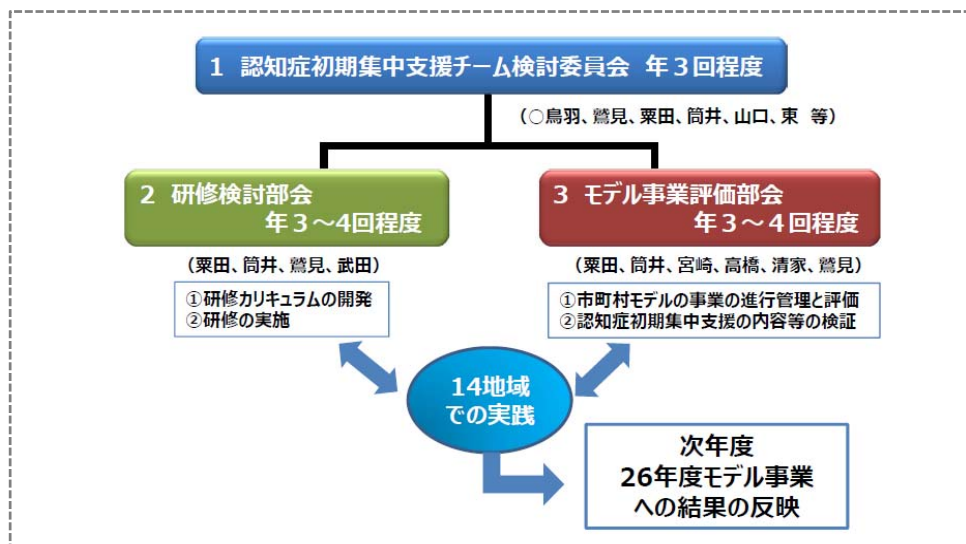 1 認知症初期集中支援チーム検討委員会 年３回程度
（○鳥羽、鷲見、粟田、筒井、山口、東 等）
2 研修検討部会
年３～4回程度
3 モデル事業評価部会
年３～４回程度
（粟田、筒井、鷲見、武田）
（粟田、筒井、宮崎、高橋、清家、鷲見）
①研修カリキュラムの開発
②研修の実施
①市町村モデルの事業の進行管理と評価
②認知症初期集中支援の内容等の検証
14地域
での実践
次年度
26年度モデル事業
への結果の反映